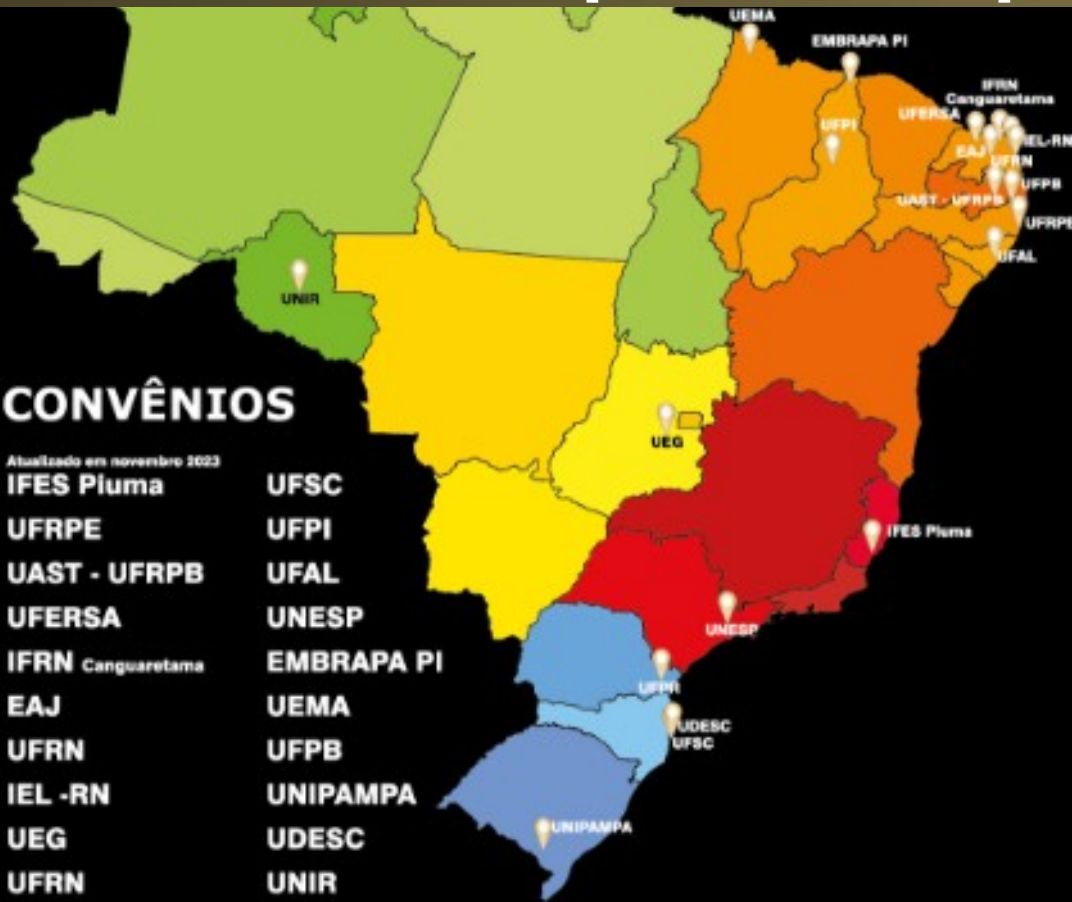 UEMA
EMBRAPA PI
IFRN
Canguaretama
UFERSA
UFPI
IEL-RN
EAJ
UFRN
UFPB
UAST - UFRPB
UFRPE
UFAL
UNIR
UEG
IFES Piuma
UNESP
UFPR
UDESC
UFSC
UNIPAMPA
CONVÊNIOS
Atualizado em novembro 2023
IFES Piuma
UFRPE
UAST - UFRPB
UFERSA
IFRN Canguaretama
EAJ
UFRN
IEL -RN
UEG
UFRN
UFSC
UFPI
UFAL
UNESP
EMBRAPA PI
UEMA
UFPB
UNIPAMPA
UDESC
UNIR